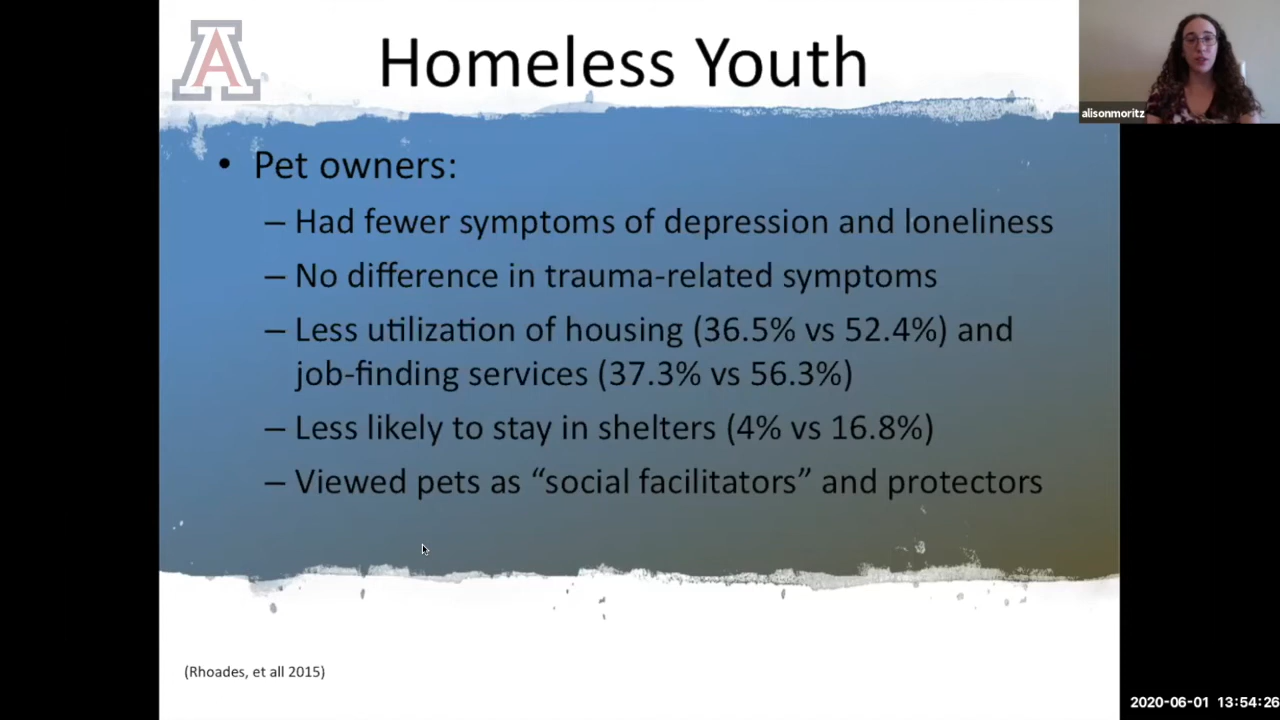 A
Homeless Youth
alisonmoritz
• Pet owners:
– Had fewer symptoms of depression and loneliness
– No difference in trauma-related symptoms
– Less utilization of housing (36.5% vs 52.4%) and
job-finding services (37.3% vs 56.3%)
– Less likely to stay in shelters (4% vs 16.8%)
– Viewed pets as “social facilitators” and protectors
(Rhoades, et all 2015)
2020-06-01 13:54:26